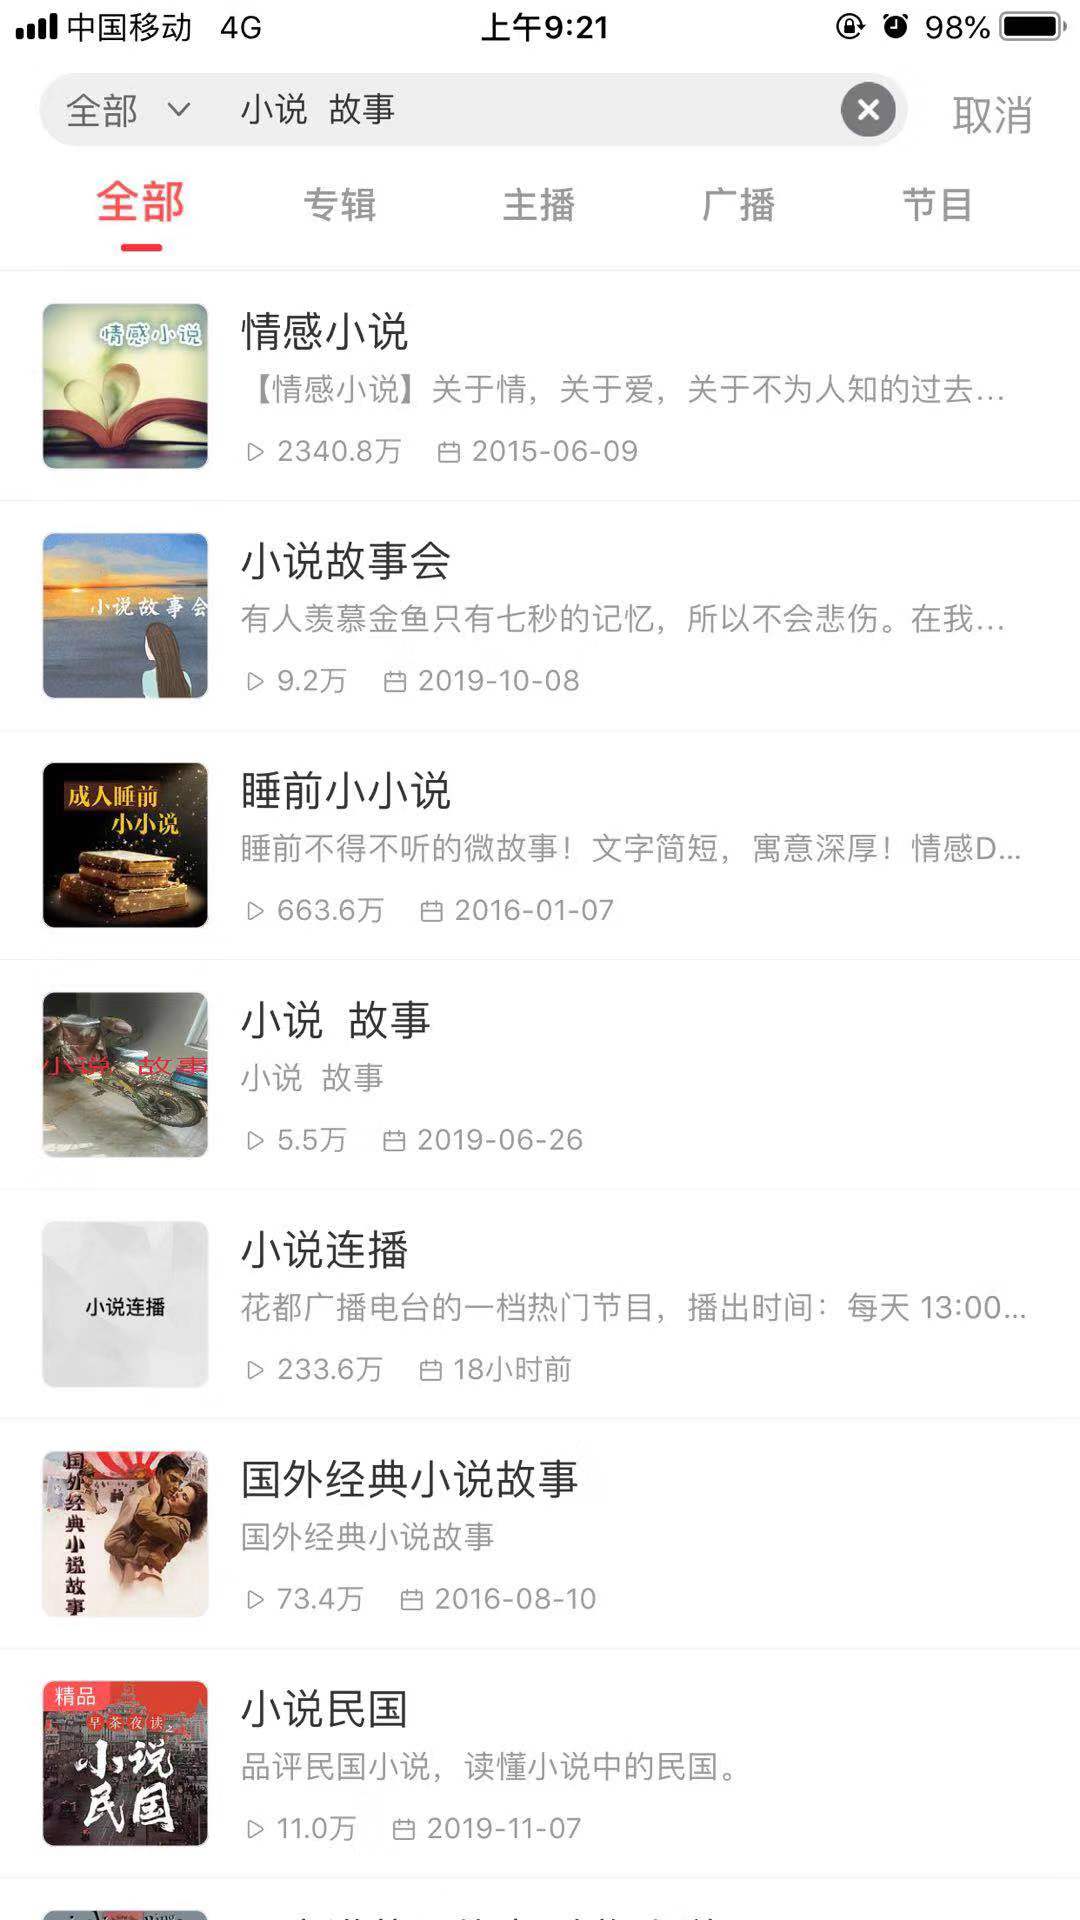 中国移动 4G 上午9:21 98%
全部 小说 故事 取消
全部 专辑 主播 广播 节目
情感小说
情感小说
【情感小说】关于情，关于爱，关于不为人知的过去...
2340.8万 2015-06-09
小说故事会
小说故事会
有人羡慕金鱼只有七秒的记忆，所以不会悲伤。在我...
9.2万 2019-10-08
成人睡前
小小说
睡前小小说
睡前不得不听的微故事！文字简短，寓意深厚！情感D...
663.6万 2016-01-07
小说 故事
小说 故事
小说 故事
5.5万 2019-06-26
小说连播
小说连播
花都广播电台的一档热门节目，播出时间：每天 13:00...
233.6万 18小时前
国外经典小说故事
国外经典小说故事
国外经典小说故事
73.4万 2016-08-10
精品
早茶夜读之
小说
民国
小说民国
品评民国小说，读懂小说中的民国。
11.0万 2019-11-07